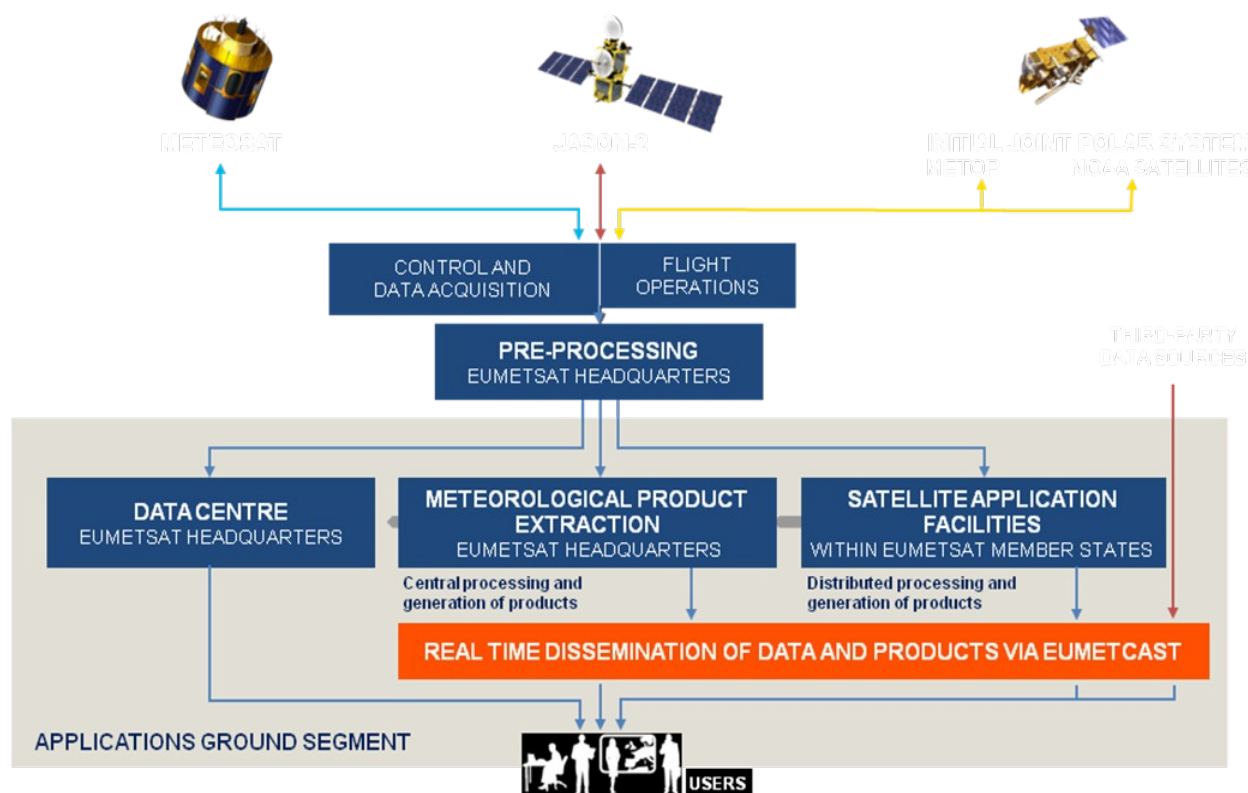 METEOSAT
JASON-2
INITIAL JOINT POLAR SYSTEM
METOP
NOAA SATELLITES
CONTROL AND
DATA ACQUISITION
FLIGHT
OPERATIONS
PRE-PROCESSING
EUMETSAT HEADQUARTERS
THIRD-PARTY
DATA SOURCES
DATA CENTRE
EUMETSAT HEADQUARTERS
METEOROLOGICAL PRODUCT
EXTRACTION
EUMETSAT HEADQUARTERS
SATELLITE APPLICATION
FACILITIES
WITHIN EUMETSAT MEMBER STATES
Central processing and
generation of products
Distributed processing and
generation of products
REAL TIME DISSEMINATION OF DATA AND PRODUCTS VIA EUMETCAST
APPLICATIONS GROUND SEGMENT
USERS